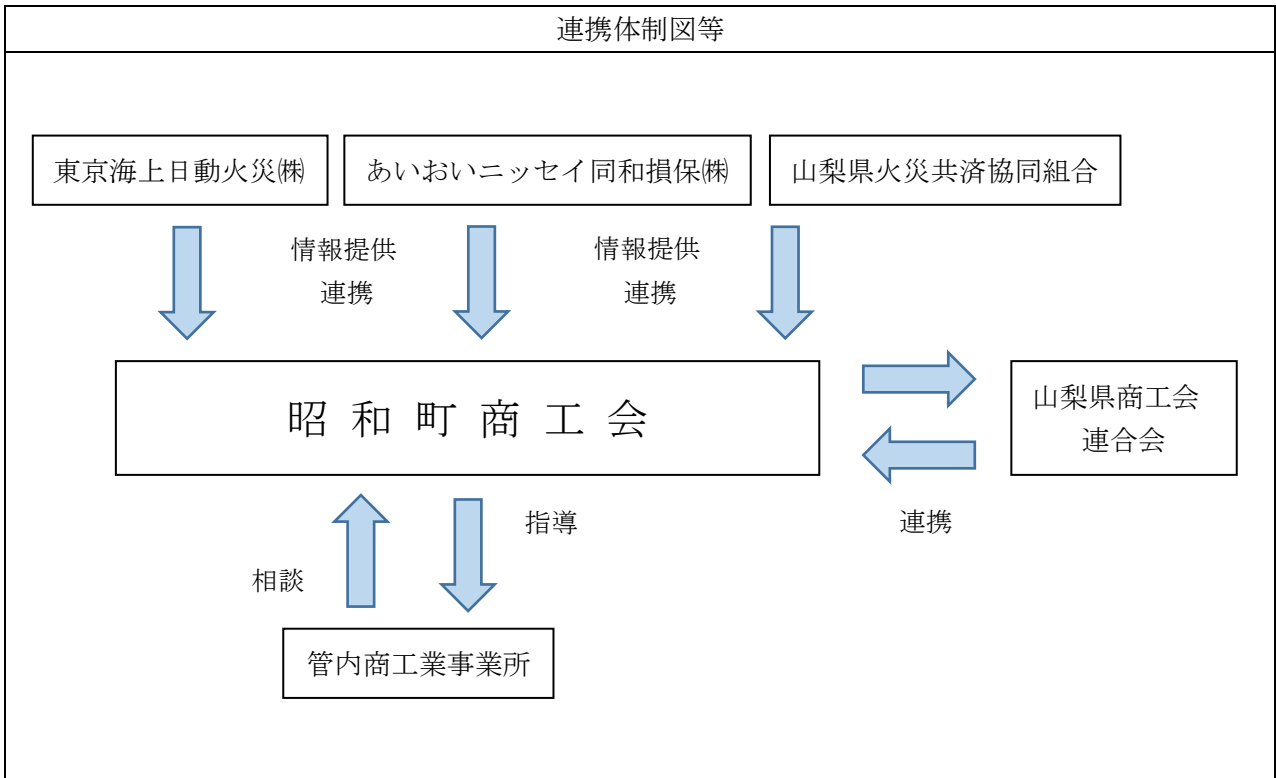 連携体制図等
東京海上日動火災㈱
あいおいニッセイ同和損保㈱
山梨県火災共済協同組合
情報提供
連携
情報提供
連携
昭和町商工会
山梨県商工会
連合会
指導
連携
相談
管内商工業事業所